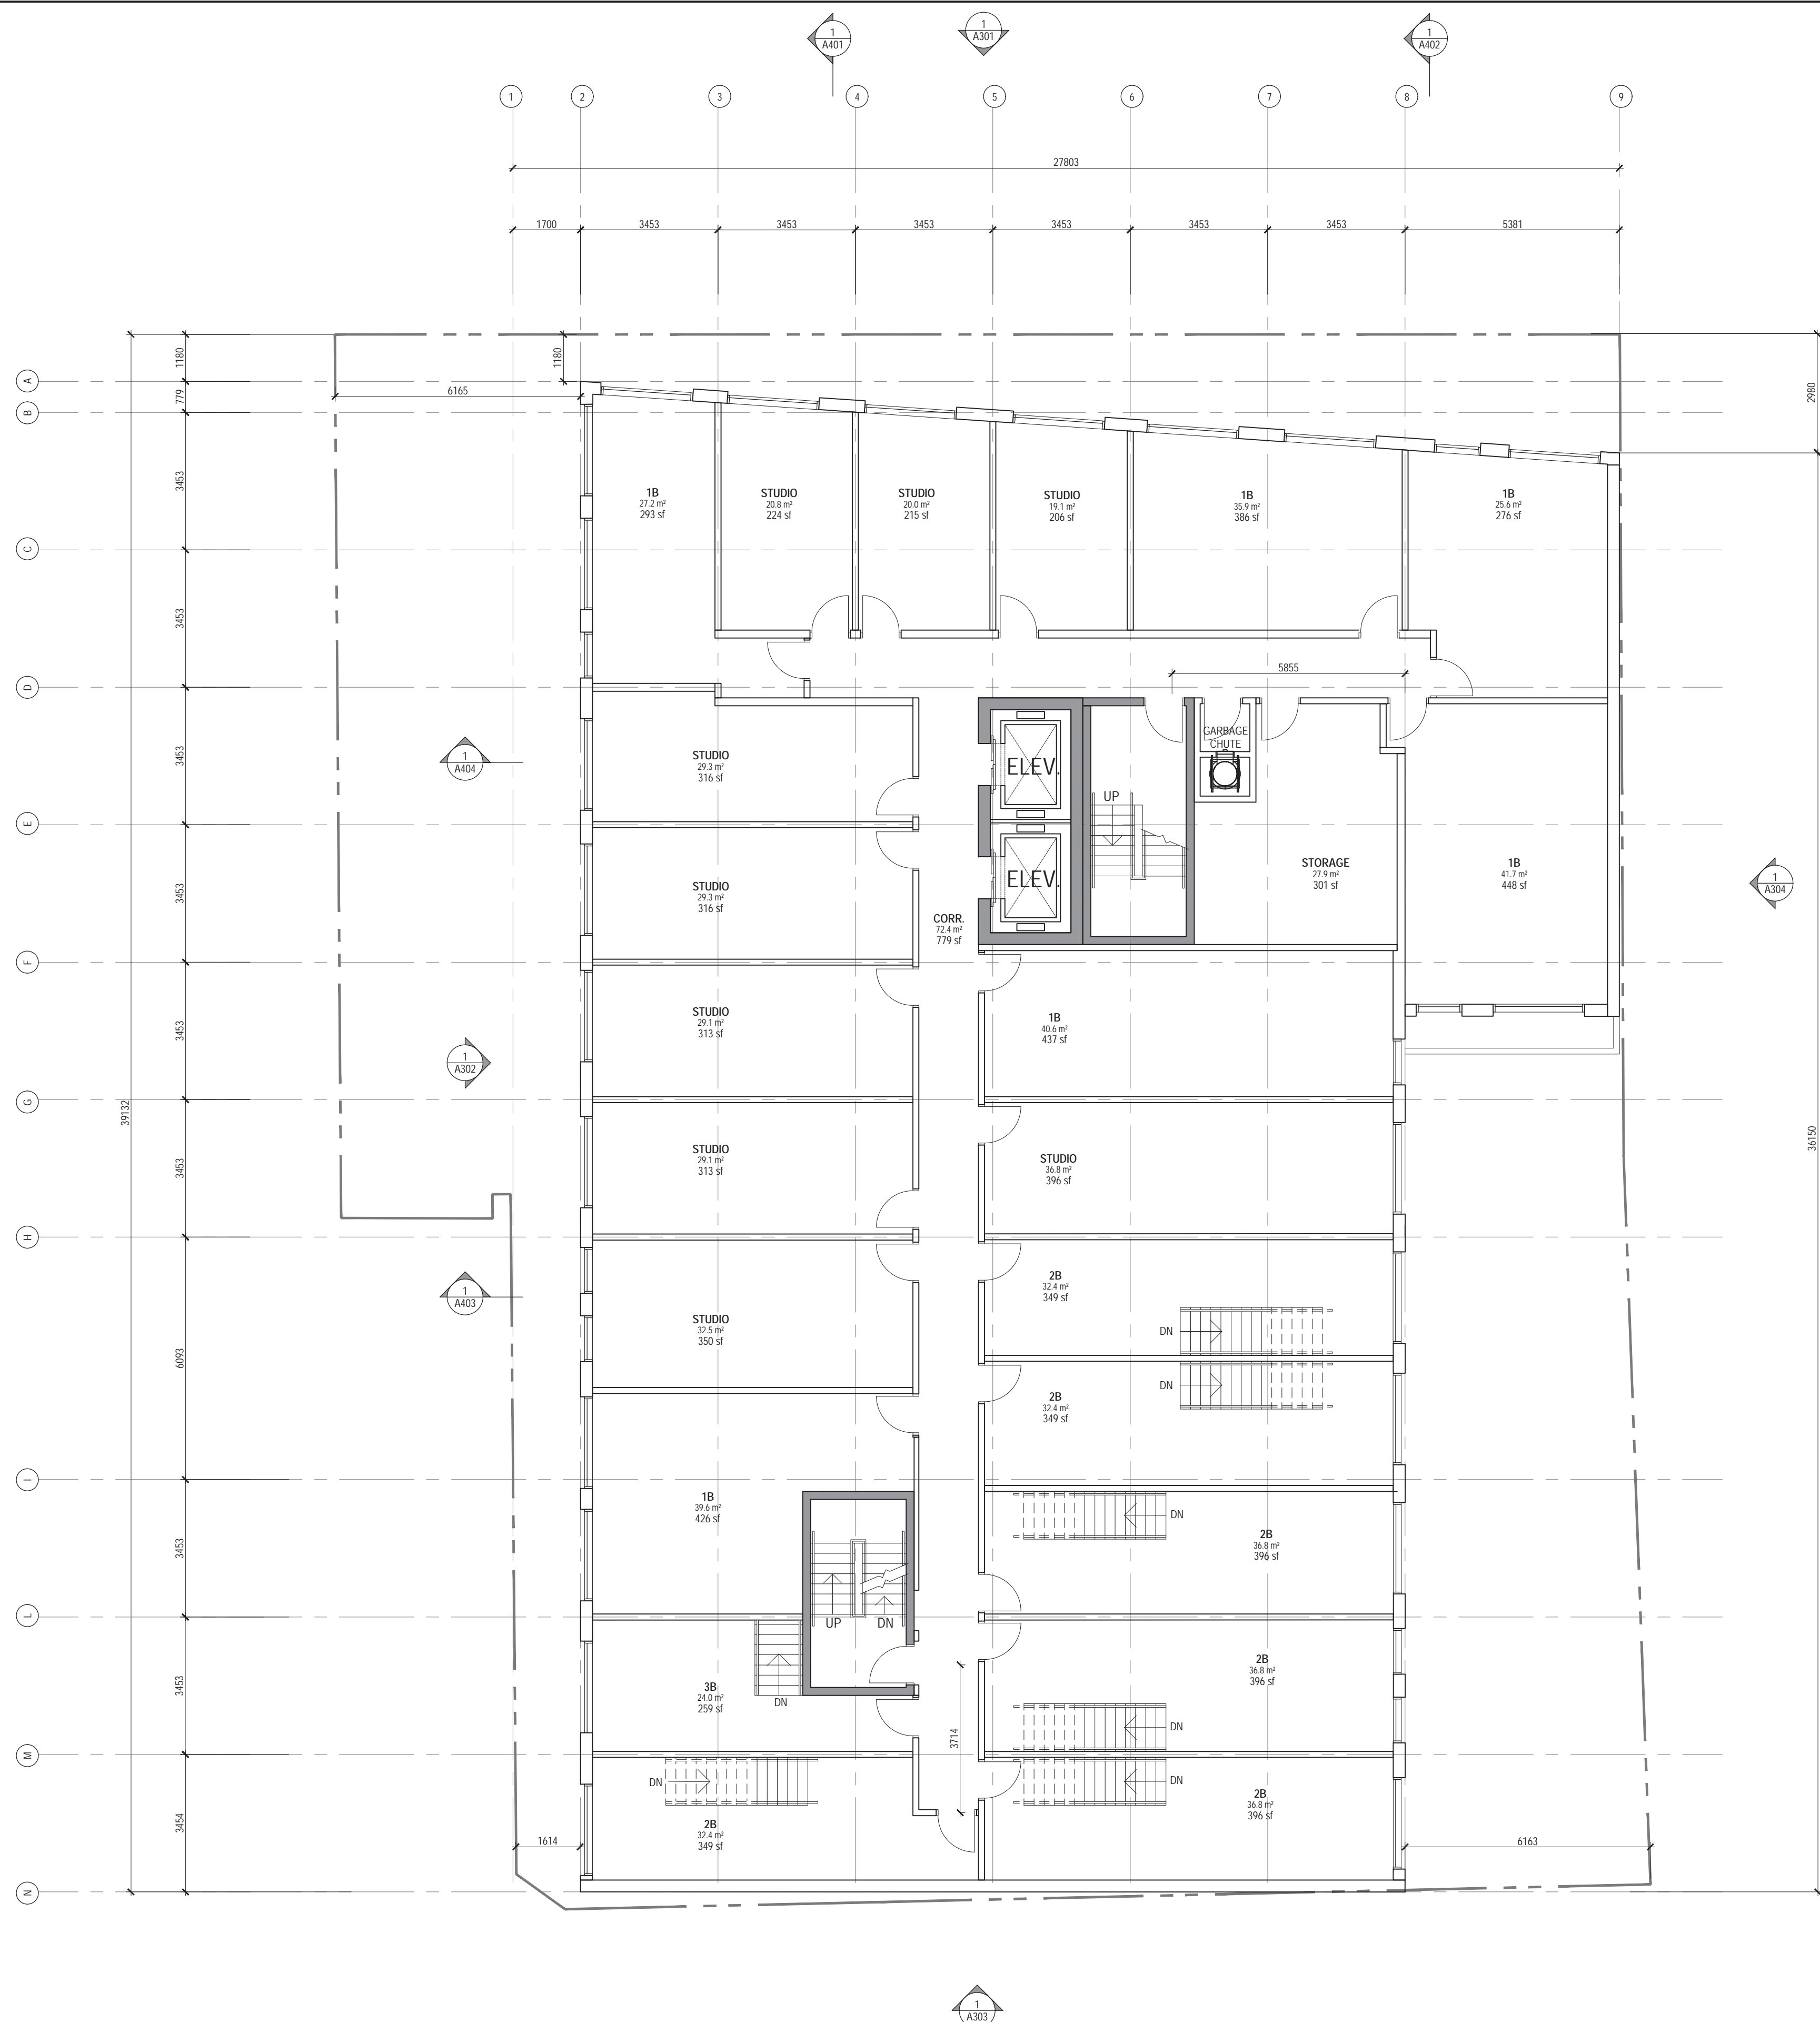 1
A401
1
A301
1
A402
1
2
3
4
5
6
7
8
9
27803
1700
3453
3453
3453
3453
3453
3453
5381
A
B
C
D
E
F
G
H
I
L
M
N
39132
1180
779
3453
3453
3453
3453
3453
3453
6093
3453
3453
3454
1180
6165
2980
36150
1B
27.2 m²
293 sf
STUDIO
20.8 m²
224 sf
STUDIO
20.0 m²
215 sf
STUDIO
19.1 m²
206 sf
1B
35.9 m²
386 sf
1B
25.6 m²
276 sf
5855
1
A404
STUDIO
29.3 m²
316 sf
ELEV.
UP
GARBAGE
CHUTE
STUDIO
29.3 m²
316 sf
ELEV.
STORAGE
27.9 m²
301 sf
1B
41.7 m²
448 sf
1
A304
CORR.
72.4 m²
779 sf
1
A302
STUDIO
29.1 m²
313 sf
1B
40.6 m²
437 sf
STUDIO
29.1 m²
313 sf
STUDIO
36.8 m²
396 sf
1
A403
STUDIO
32.5 m²
350 sf
2B
32.4 m²
349 sf
DN
DN
2B
32.4 m²
349 sf
1B
39.6 m²
426 sf
UP
DN
DN
2B
36.8 m²
396 sf
3B
24.0 m²
259 sf
DN
3714
2B
36.8 m²
396 sf
DN
DN
DN
2B
32.4 m²
349 sf
2B
36.8 m²
396 sf
1614
6163
1
A303